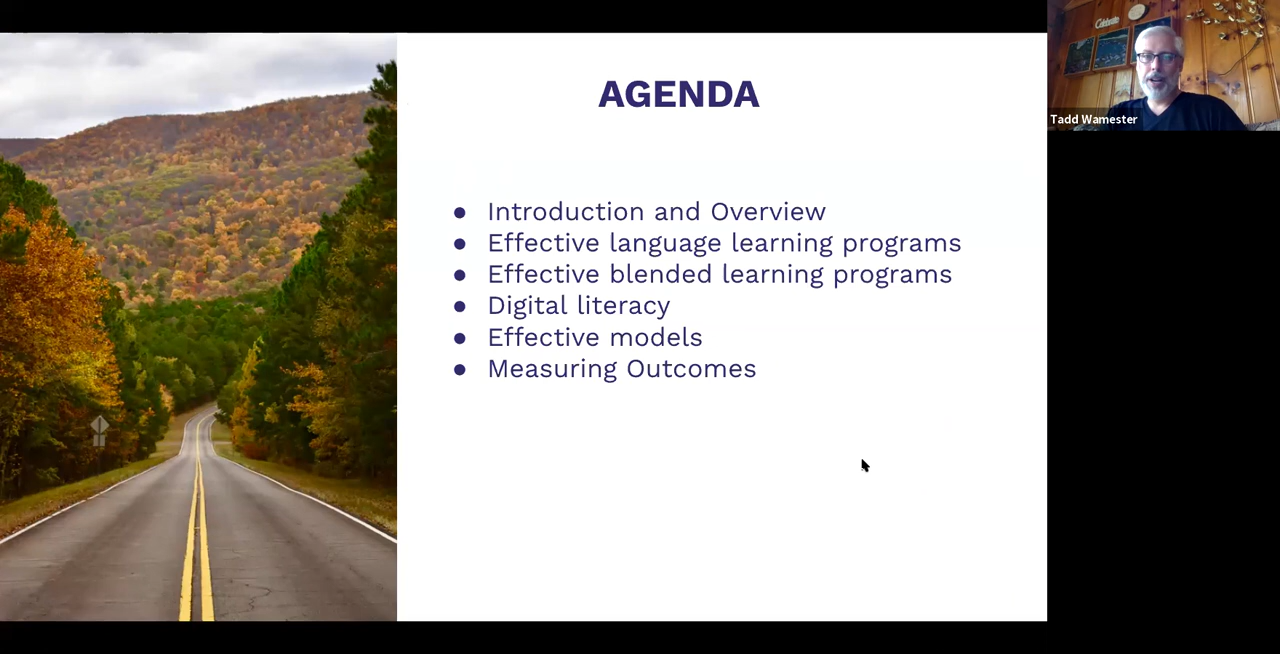 AGENDA
● Introduction and Overview
● Effective language learning programs
● Effective blended learning programs
● Digital literacy
● Effective models
● Measuring Outcomes
Celebrate
Tadd Wamester